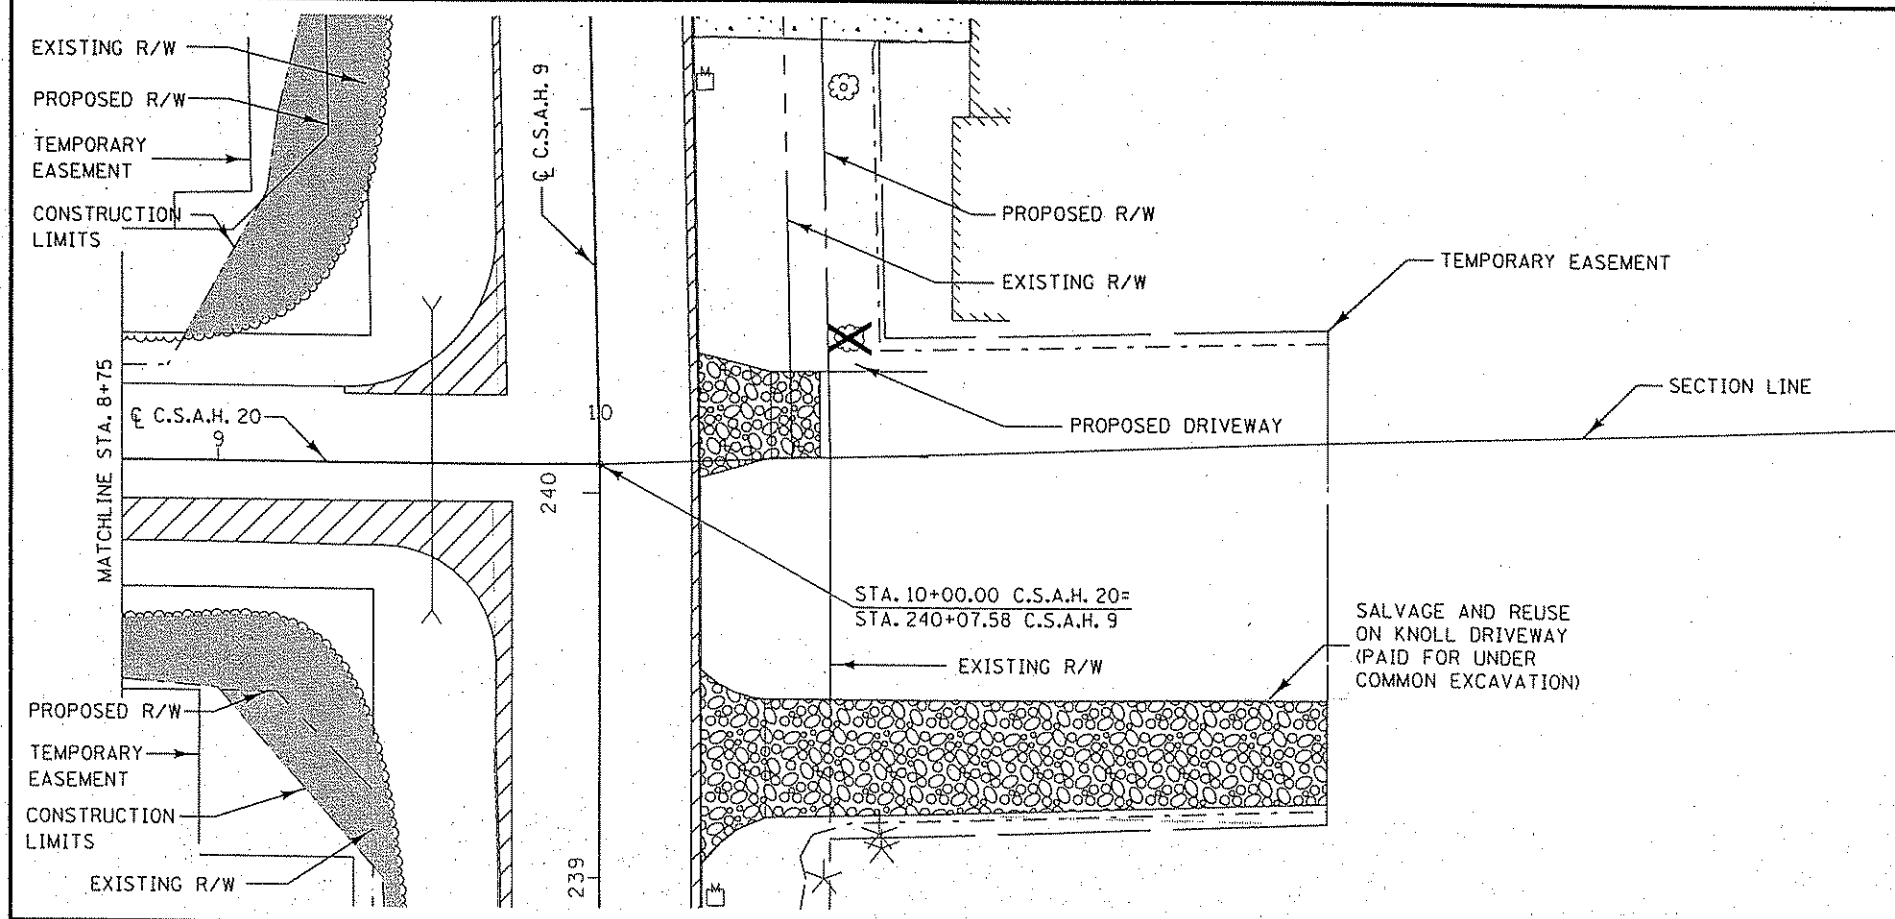 EXISTING R/W
PROPOSED R/W
TEMPORARY
EASEMENT
CONSTRUCTION
LIMITS
℄ C.S.A.H. 9
M
PROPOSED R/W
EXISTING R/W
TEMPORARY EASEMENT
SECTION LINE
PROPOSED DRIVEWAY
MATCHLINE STA. 8+75
℄ C.S.A.H. 20
9
10
240
STA. 10+00.00 C.S.A.H. 20=
STA. 240+07.58 C.S.A.H. 9
EXISTING R/W
SALVAGE AND REUSE
ON KNOLL DRIVEWAY
(PAID FOR UNDER
COMMON EXCAVATION)
PROPOSED R/W
TEMPORARY
EASEMENT
CONSTRUCTION
LIMITS
EXISTING R/W
239
M